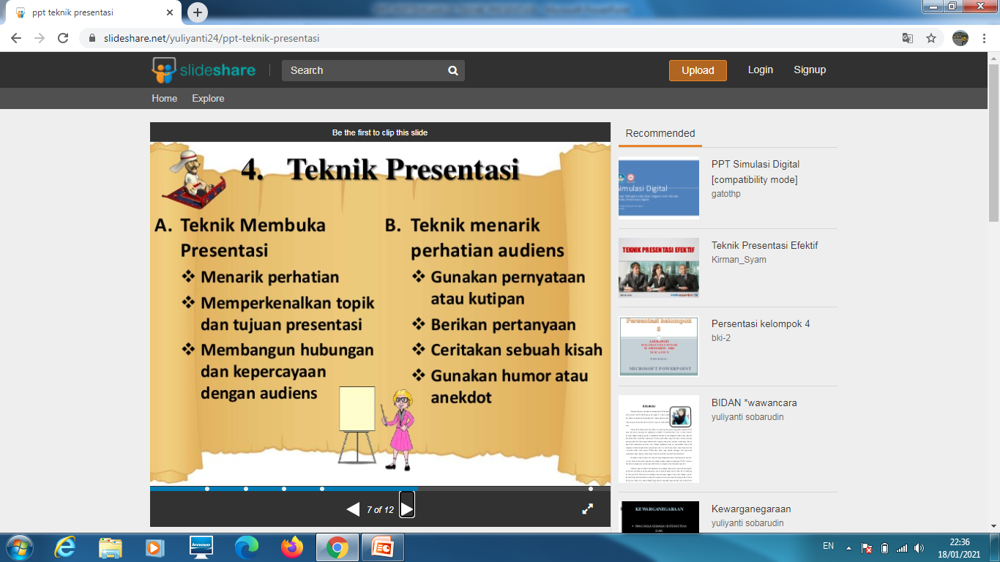 ppt teknik presentasi
slideshare.net/yuliyanti24/ppt-teknik-presentasi
slideshare
Search
Upload
Login
Signup
Home
Explore
Be the first to clip this slide
4. Teknik Presentasi
A. Teknik Membuka
Presentasi
❖ Menarik perhatian
❖ Memperkenalkan topik
dan tujuan presentasi
❖ Membangun hubungan
dan kepercayaan
dengan audiens
B. Teknik menarik
perhatian audiens
❖ Gunakan pernyataan
atau kutipan
❖ Berikan pertanyaan
❖ Ceritakan sebuah kisah
❖ Gunakan humor atau
anekdot
7 of 12
Recommended
Simulasi Digital
PPT Simulasi Digital
[compatibility mode]
gatothp
TEKNIK PRESENTASI EFEKTIF
Teknik Presentasi Efektif
Kirman_Syam
Persentasi kelompok
5
TENTANG :
MICROSOFT POWERPOINT
Persentasi kelompok 4
bki-2
BIDAN *wawancara
yuliyanti sobarudin
KEWARGANEGARAAN
Kewarganegaraan
yuliyanti sobarudin
lenovo
EN
22:36
18/01/2021